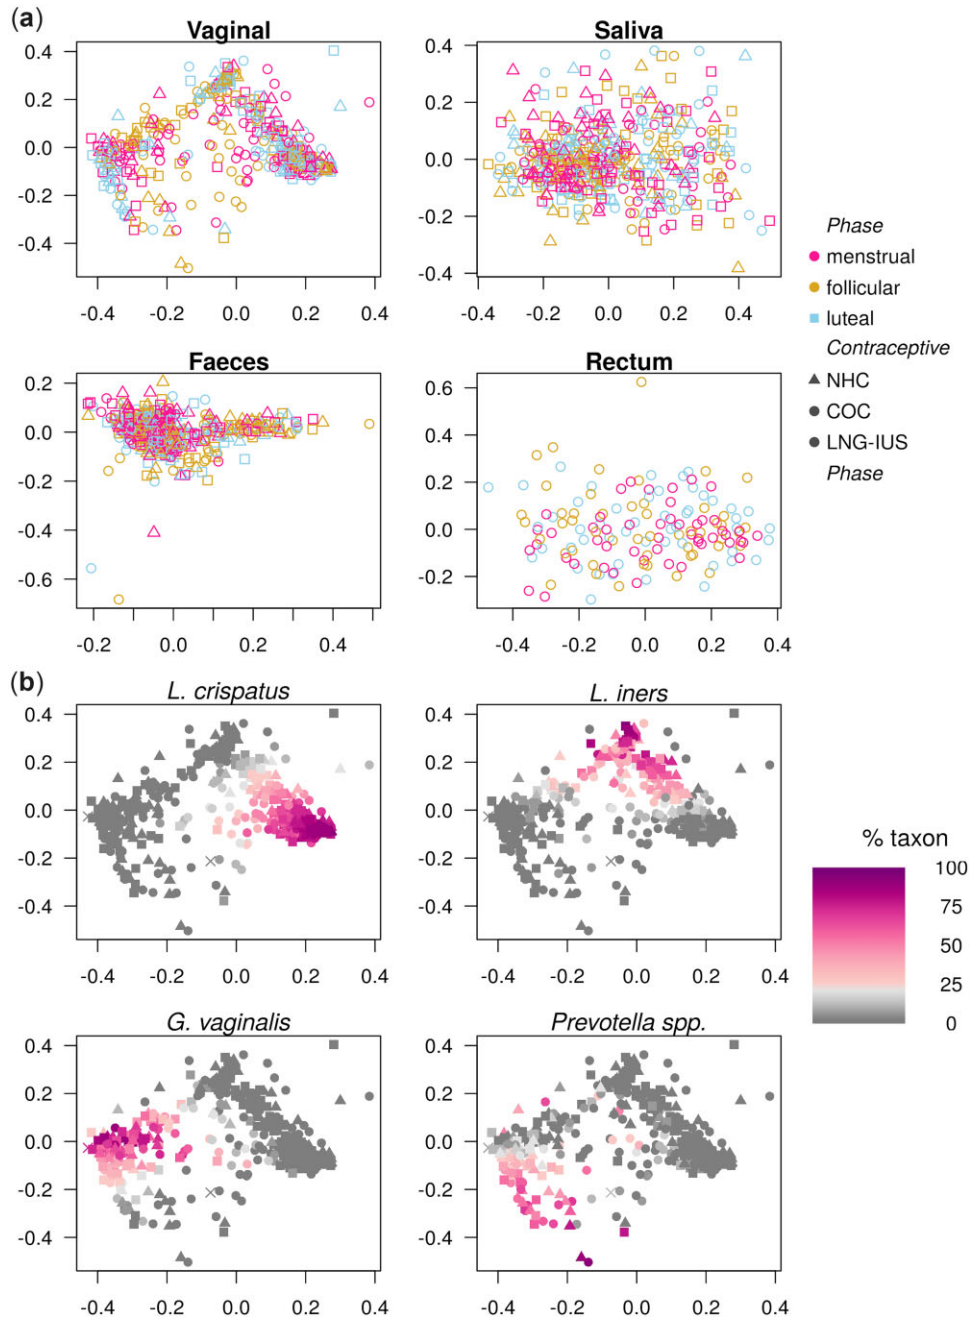 (a)
Vaginal
0.4
0.2
0.0
-0.2
-0.4
-0.4 -0.2 0.0 0.2 0.4
Saliva
0.4
0.2
0.0
-0.2
-0.4
-0.4 -0.2 0.0 0.2 0.4
Faeces
0.2
0.0
-0.2
-0.4
-0.6
-0.2 0.0 0.2 0.4
Rectum
0.6
0.4
0.2
0.0
-0.2
-0.4 -0.2 0.0 0.2 0.4
Phase
menstrual
follicular
luteal
Contraceptive
NHC
COC
LNG-IUS
Phase
(b)
L. crispatus
0.4
0.2
0.0
-0.2
-0.4
-0.4 -0.2 0.0 0.2 0.4
L. iners
0.4
0.2
0.0
-0.2
-0.4
-0.4 -0.2 0.0 0.2 0.4
G. vaginalis
0.4
0.2
0.0
-0.2
-0.4
-0.4 -0.2 0.0 0.2 0.4
Prevotella spp.
0.4
0.2
0.0
-0.2
-0.4
-0.4 -0.2 0.0 0.2 0.4
% taxon
100
75
50
25
0